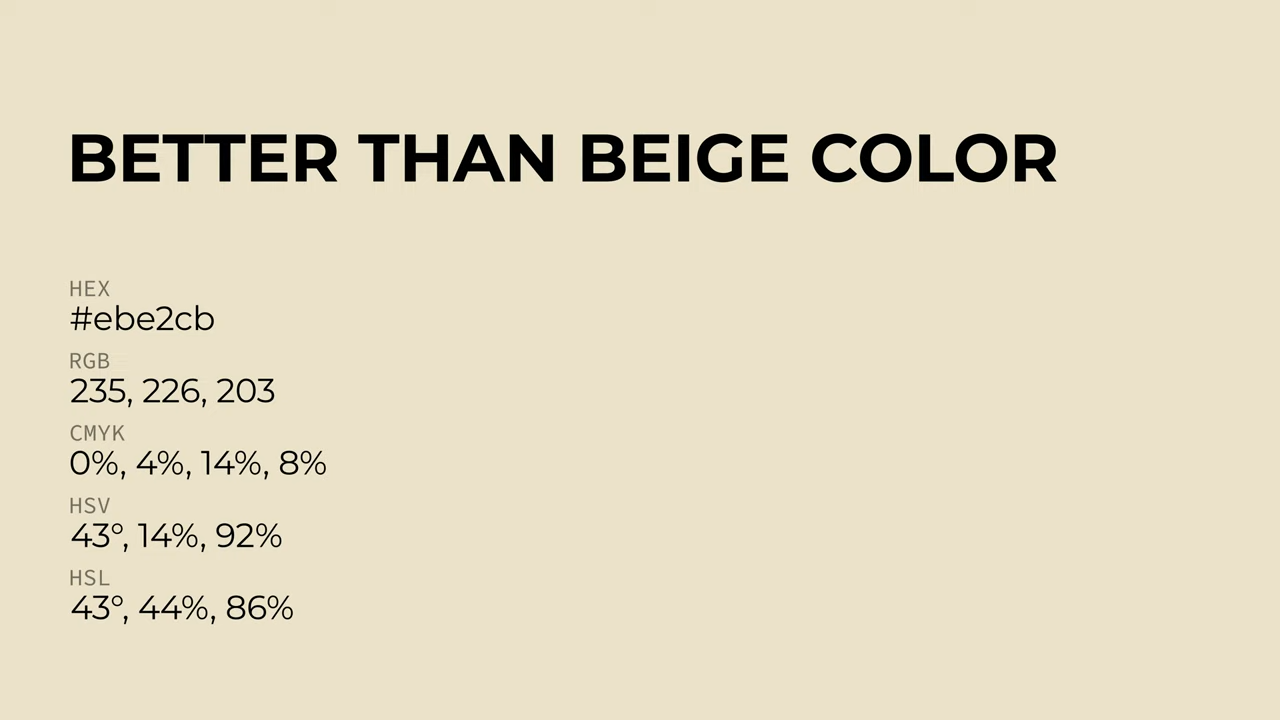 BETTER THAN BEIGE COLOR
HEX
#ebe2cb
RGB
235, 226, 203
CMYK
0%, 4%, 14%, 8%
HSV
43°, 14%, 92%
HSL
43°, 44%, 86%